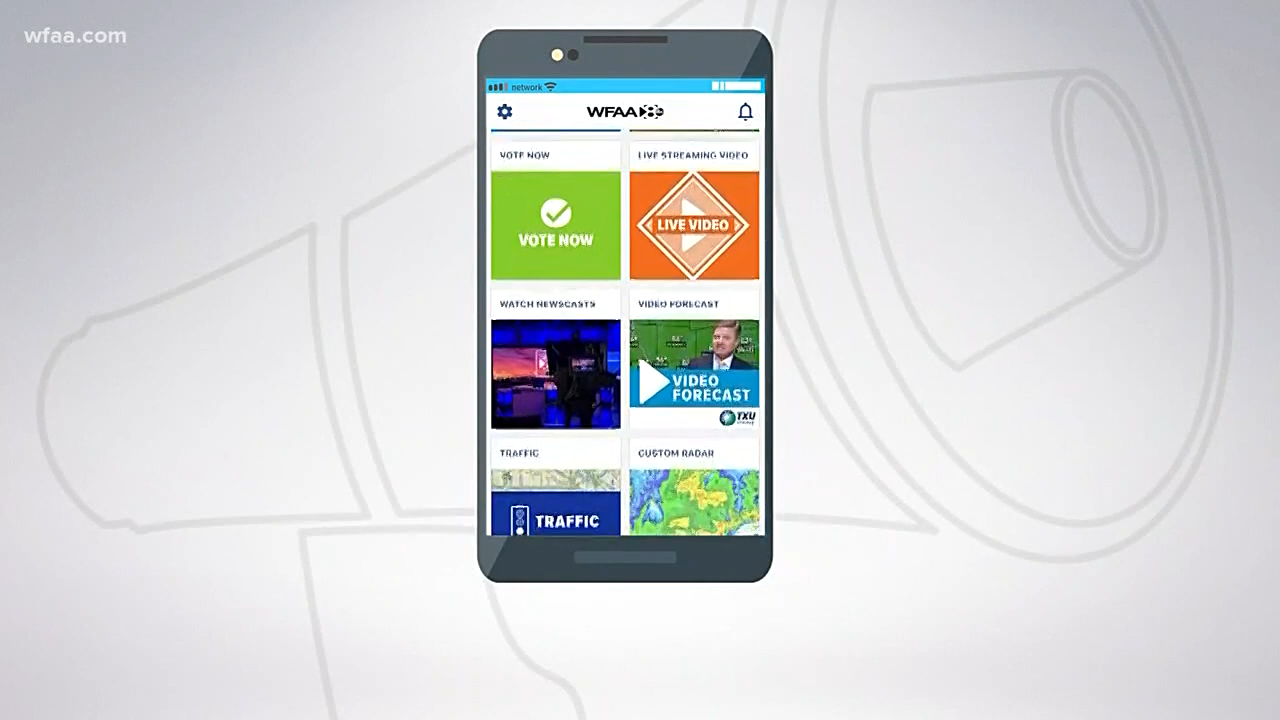 wfaa.com
network
WFAA 8
VOTE NOW
LIVE STREAMING VIDEO
VOTE NOW
LIVE VIDEO
WATCH NEWSCASTS
VIDEO FORECAST
VIDEO
FORECAST
TXU
TRAFFIC
CUSTOM RADAR
TRAFFIC